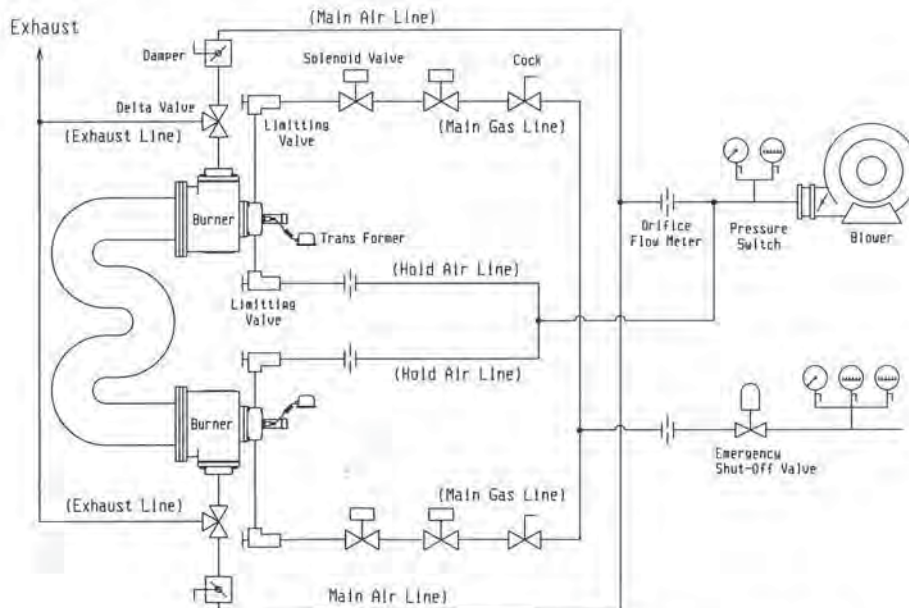 Exhaust
(Main Air Line)
Damper
Solenoid Valve
Cock
Delta Valve
(Exhaust Line)
Limitting
Valve
(Main Gas Line)
Burner
Trans Former
Orifice
Flow Meter
Pressure
Switch
Blower
(Hold Air Line)
Limitting
Valve
(Hold Air Line)
Burner
Emergency
Shut-Off Valve
(Exhaust Line)
(Main Gas Line)
Main Air Line)